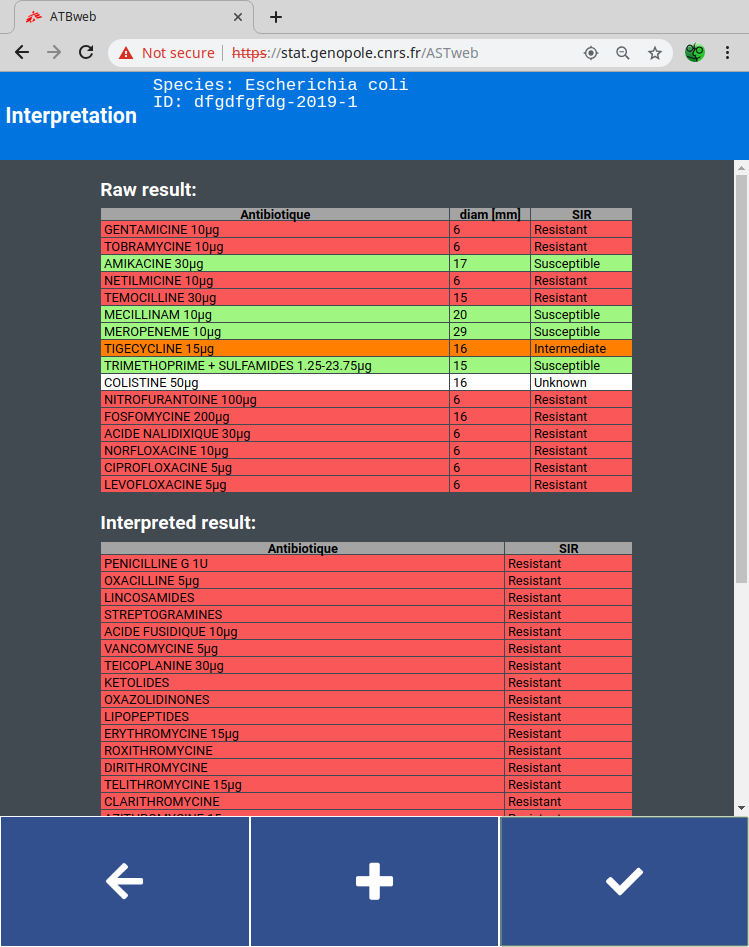 ATBweb
Not secure https://stat.genopole.cnrs.fr/ASTweb
Interpretation
Species: Escherichia coli
ID: dfgdfgfdg-2019-1
Raw result:
Antibiotique diam [mm] SIR
GENTAMICINE 10µg 6 Resistant
TOBRAMYCINE 10µg 6 Resistant
AMIKACINE 30µg 17 Susceptible
NETILMICINE 10µg 6 Resistant
TEMOCILLINE 30µg 15 Resistant
MECILLINAM 10µg 20 Susceptible
MEROPENEME 10µg 29 Susceptible
TIGECYCLINE 15µg 16 Intermediate
TRIMETHOPRIME + SULFAMIDES 1.25-23.75µg 15 Susceptible
COLISTINE 50µg 16 Unknown
NITROFURANTOINE 100µg 6 Resistant
FOSFOMYCINE 200µg 16 Resistant
ACIDE NALIDIXIQUE 30µg 6 Resistant
NORFLOXACINE 10µg 6 Resistant
CIPROFLOXACINE 5µg 6 Resistant
LEVOFLOXACINE 5µg 6 Resistant
Interpreted result:
Antibiotique SIR
PENICILLINE G 1U Resistant
OXACILLINE 5µg Resistant
LINCOSAMIDES Resistant
STREPTOGRAMINES Resistant
ACIDE FUSIDIQUE 10µg Resistant
VANCOMYCINE 5µg Resistant
TEICOPLANINE 30µg Resistant
KETOLIDES Resistant
OXAZOLIDINONES Resistant
LIPOPEPTIDES Resistant
ERYTHROMYCINE 15µg Resistant
ROXITHROMYCINE Resistant
DIRITHROMYCINE Resistant
TELITHROMYCINE 15µg Resistant
CLARITHROMYCINE Resistant